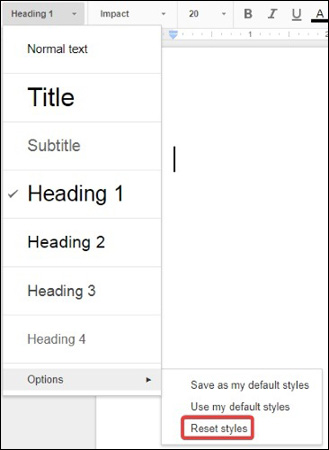 Heading 1 Impact 20 B I U A
1
Normal text
Title
Subtitle
Heading 1
Heading 2
Heading 3
Heading 4
Options
Save as my default styles
Use my default styles
Reset styles